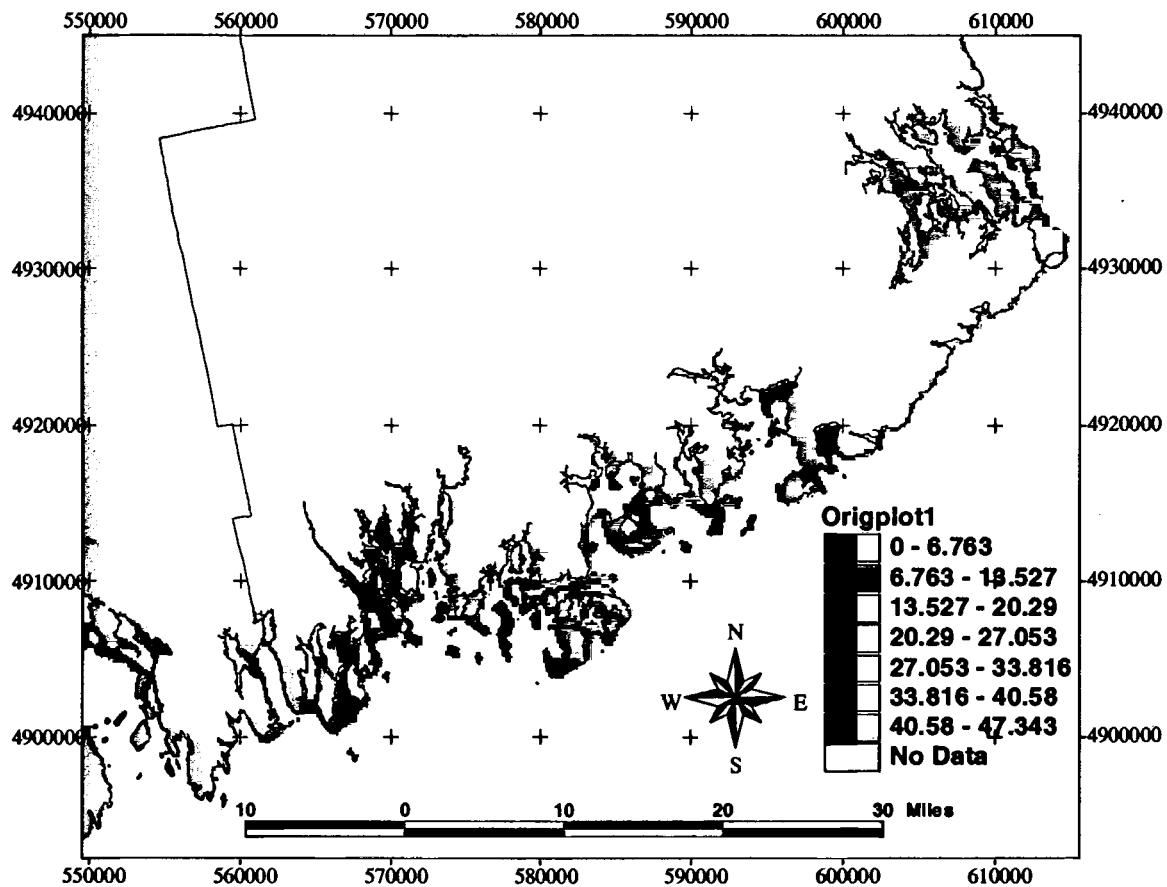 550000 560000 570000 580000 590000 600000 610000
4940000 4940000
4930000 4930000
4920000 4920000
Origplot1
0 - 6.763
4910000 6.763 - 13.527 4910000
13.527 - 20.29
20.29 - 27.053
N
27.053 - 33.816
W E
33.816 - 40.58
4900000 40.58 - 47.343 4900000
S
No Data
10 0 10 20 30 Miles
550000 560000 570000 580000 590000 600000 610000